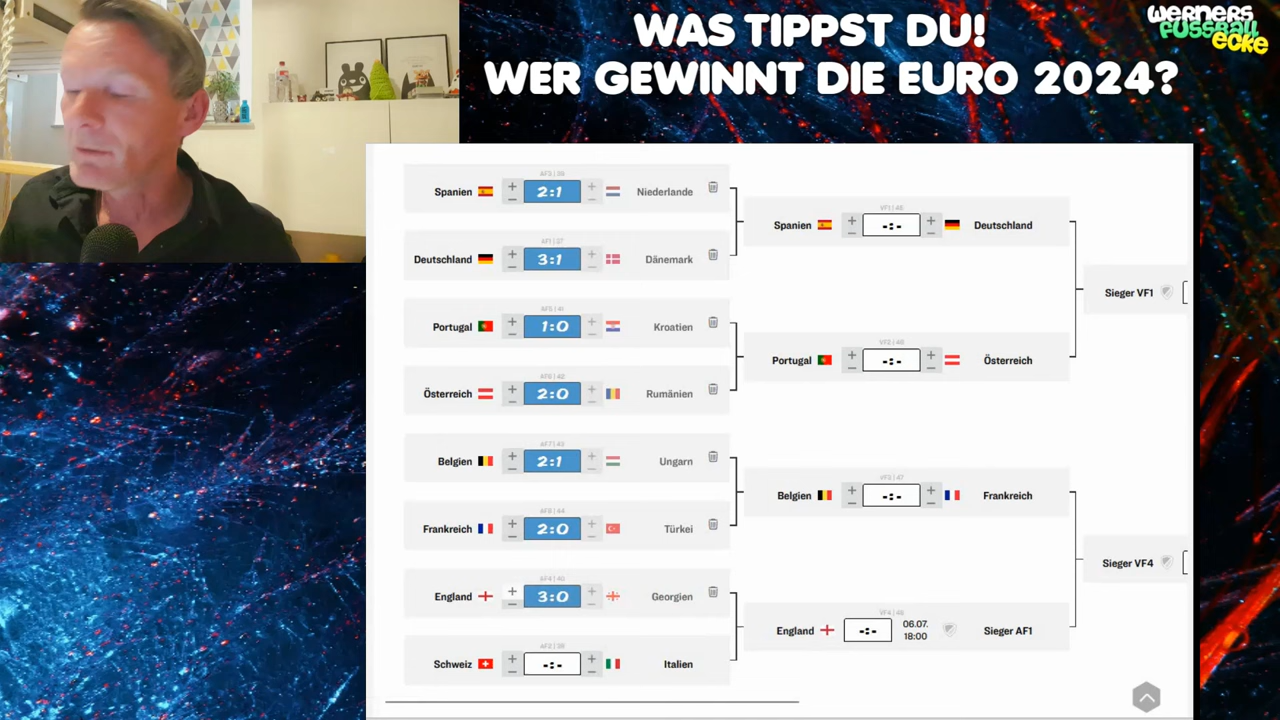 WAS TIPPST DU!
WER GEWINNT DIE EURO 2024?
WERNERS
FUSSBALL
ECKE
Spanien + − 2:1 + − Niederlande
Deutschland + − 3:1 + − Dänemark
Portugal + − 1:0 + − Kroatien
Österreich + − 2:0 + − Rumänien
Belgien + − 2:1 + − Ungarn
Frankreich + − 2:0 + − Türkei
England + − 3:0 + − Georgien
Schweiz + − -:- + − Italien
Spanien + − -:- + − Deutschland
Portugal + − -:- + − Österreich
Belgien + − -:- + − Frankreich
England -:- 06.07. 18:00 Sieger AF1
Sieger VF1
Sieger VF4